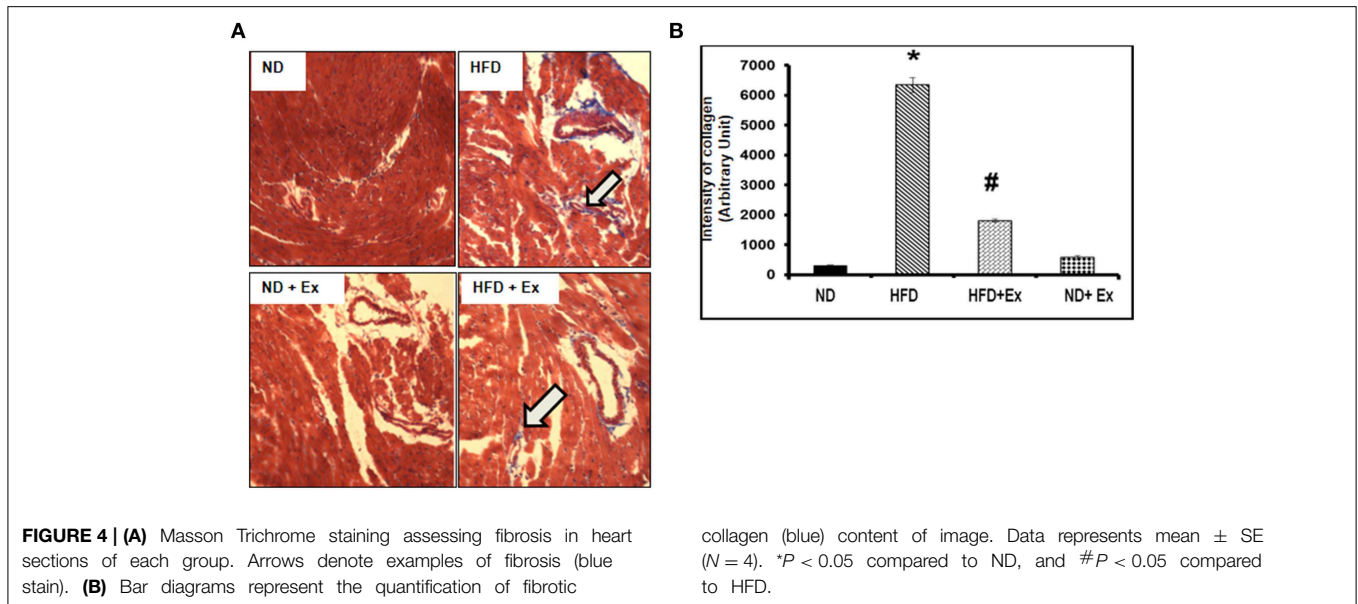 A
ND
HFD
ND + Ex
HFD + Ex
B
Intensity of collagen
(Arbitrary Unit)
7000
6000
5000
4000
3000
2000
1000
0
*
#
ND
HFD
HFD+Ex
ND+ Ex
FIGURE 4 | (A) Masson Trichrome staining assessing fibrosis in heart
sections of each group. Arrows denote examples of fibrosis (blue
stain). (B) Bar diagrams represent the quantification of fibrotic
collagen (blue) content of image. Data represents mean ± SE
(N = 4). *P < 0.05 compared to ND, and #P < 0.05 compared
to HFD.